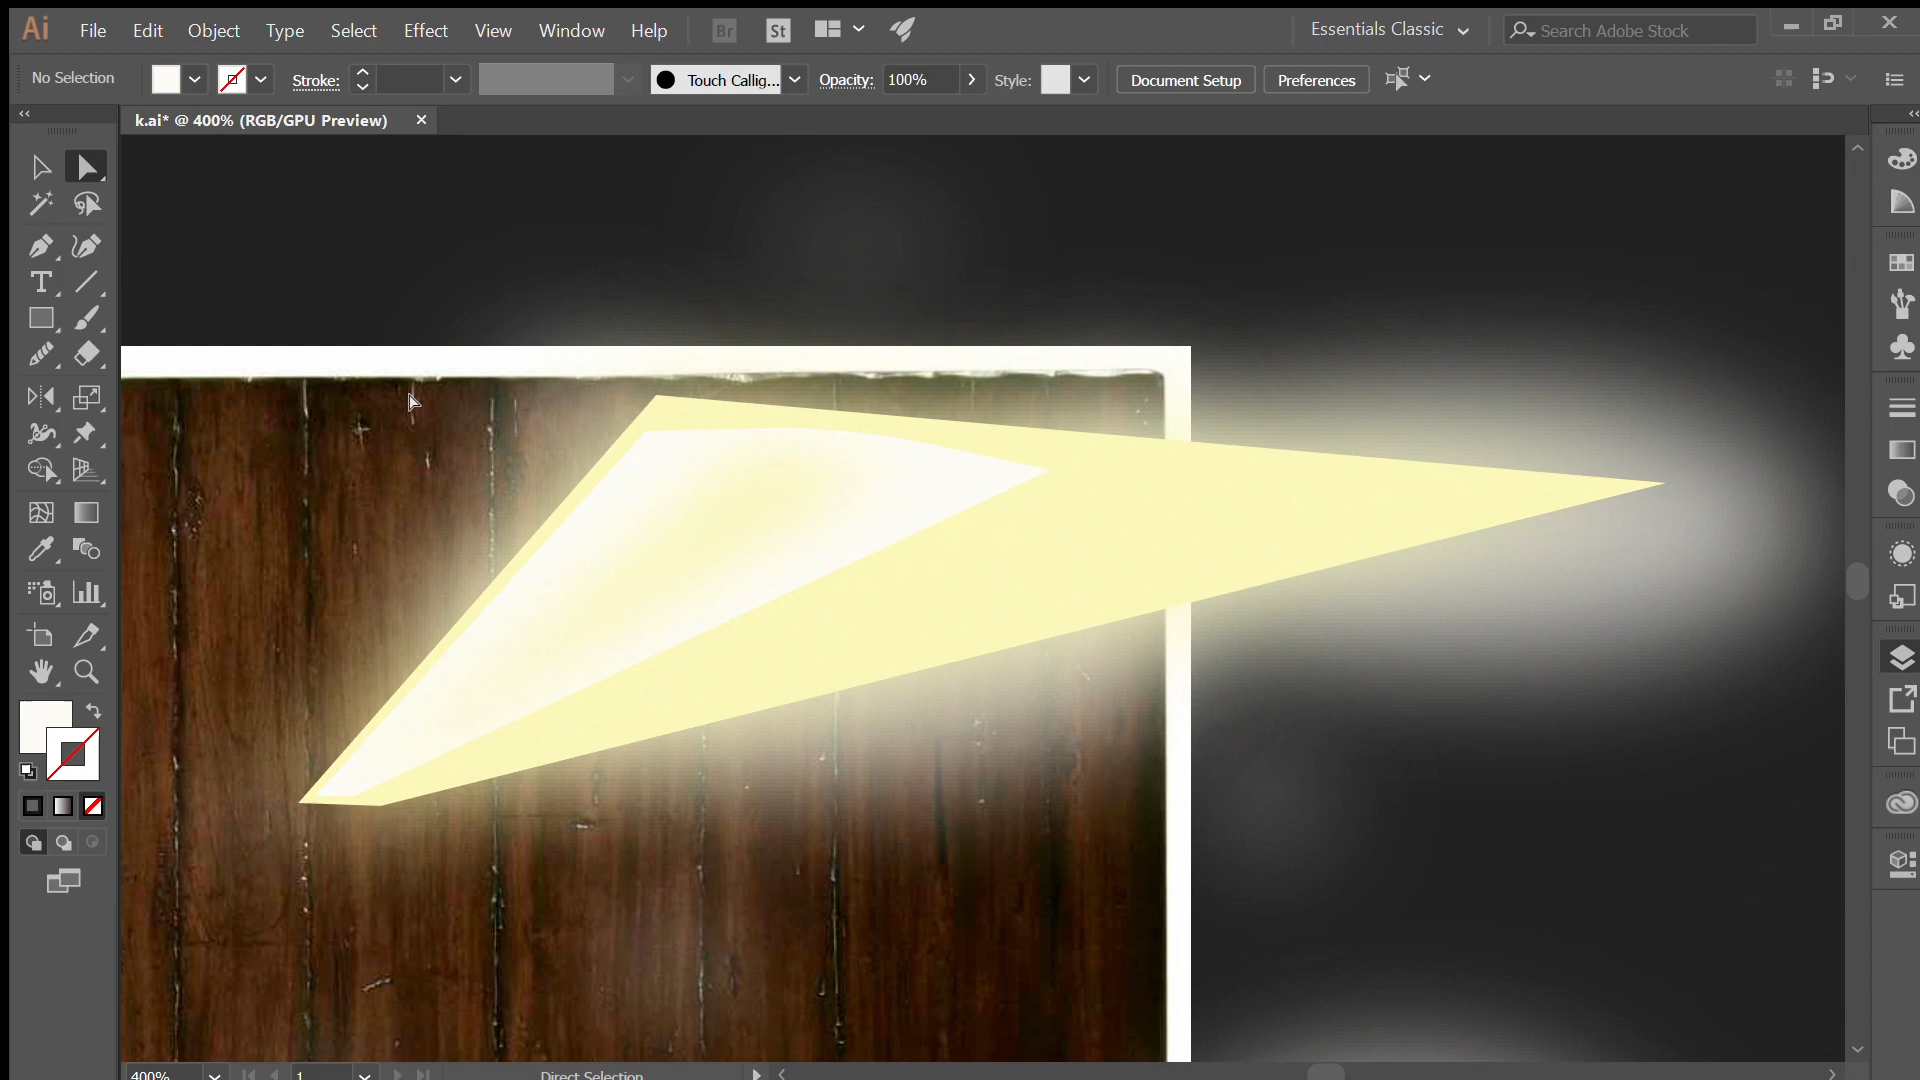 Ai File Edit Object Type Select Effect View Window Help Br St Essentials Classic Search Adobe Stock
No Selection Stroke: Touch Callig... Opacity: 100% Style: Document Setup Preferences
k.ai* @ 400% (RGB/GPU Preview)
400% 1 Direct Selection